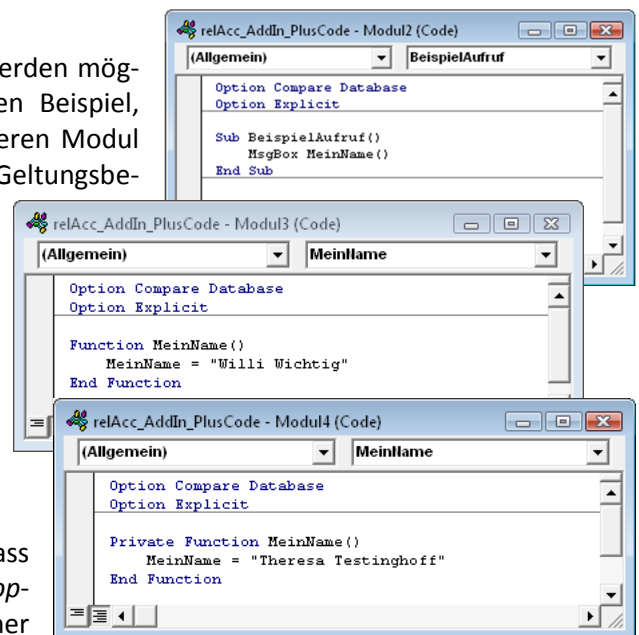 erden mög-
en Beispiel,
eren Modul
Geltungsbe-
relAcc_AddIn_PlusCode - Modul2 (Code)
(Allgemein) BeispielAufruf
Option Compare Database
Option Explicit
Sub BeispielAufruf()
MsgBox MeinName()
End Sub
relAcc_AddIn_PlusCode - Modul3 (Code)
(Allgemein) MeinName
Option Compare Database
Option Explicit
Function MeinName()
MeinName = "Willi Wichtig"
End Function
relAcc_AddIn_PlusCode - Modul4 (Code)
(Allgemein) MeinName
Option Compare Database
Option Explicit
Private Function MeinName()
MeinName = "Theresa Testinghoff"
End Function
ass
op-
ner